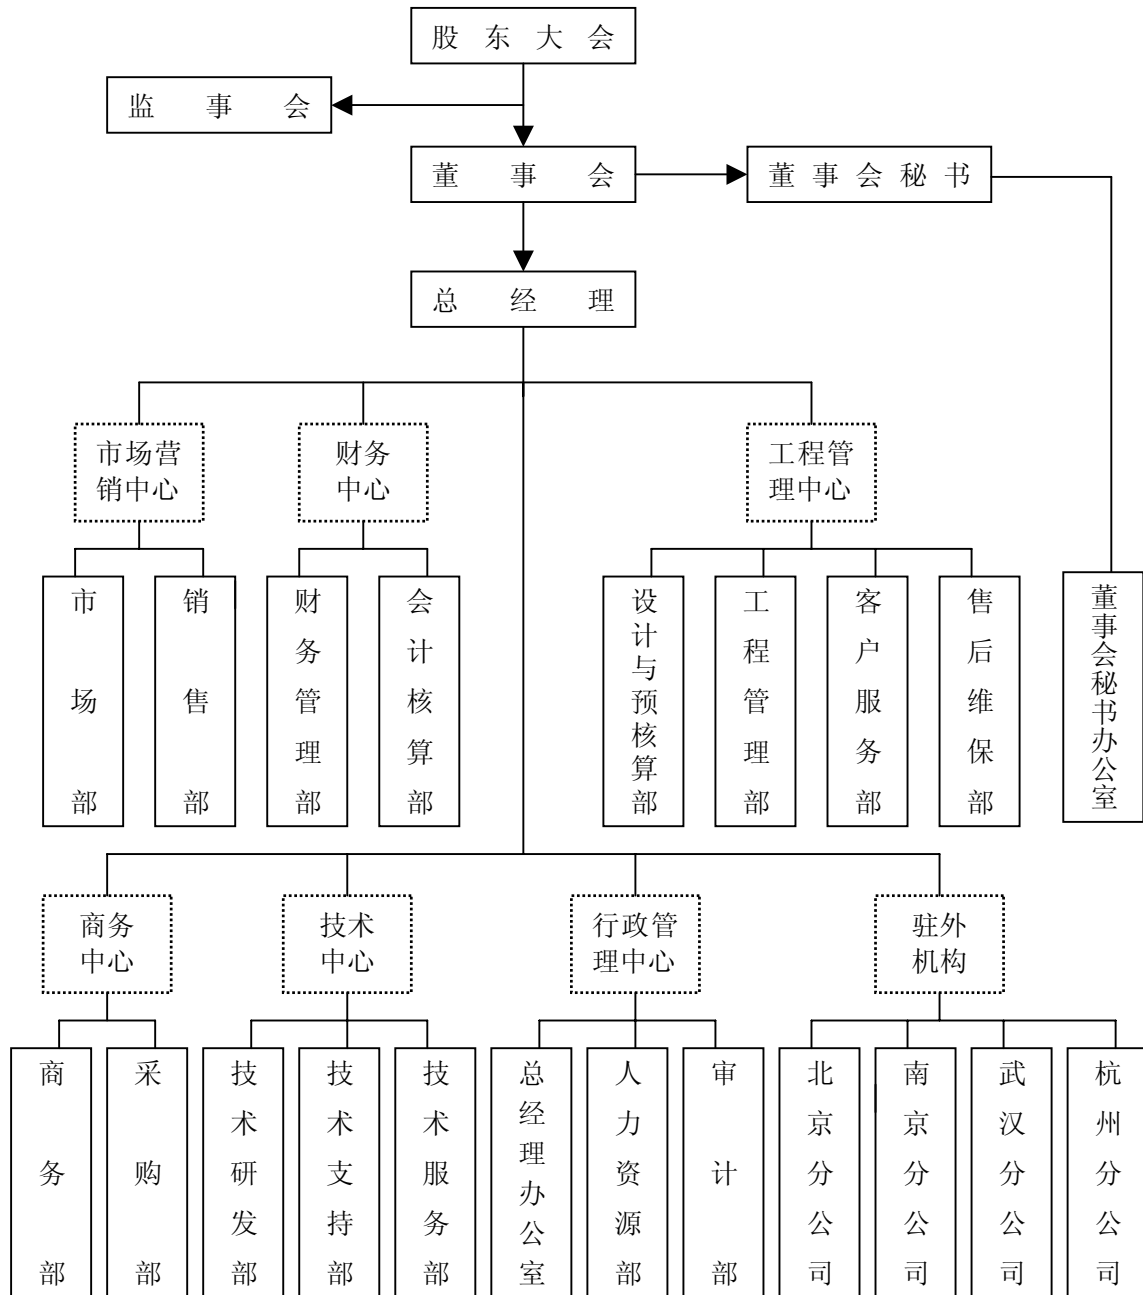 股东大会
监事会
董事会
董事会秘书
总经理
市场营
销中心
财务
中心
工程管
理中心
市场部
销售部
财务管理部
会计核算部
设计与预核算部
工程管理部
客户服务部
售后维保部
董事会秘书办公室
商务
中心
技术
中心
行政管
理中心
驻外
机构
商务部
采购部
技术研发部
技术支持部
技术服务部
总经理办公室
人力资源部
审计部
北京分公司
南京分公司
武汉分公司
杭州分公司